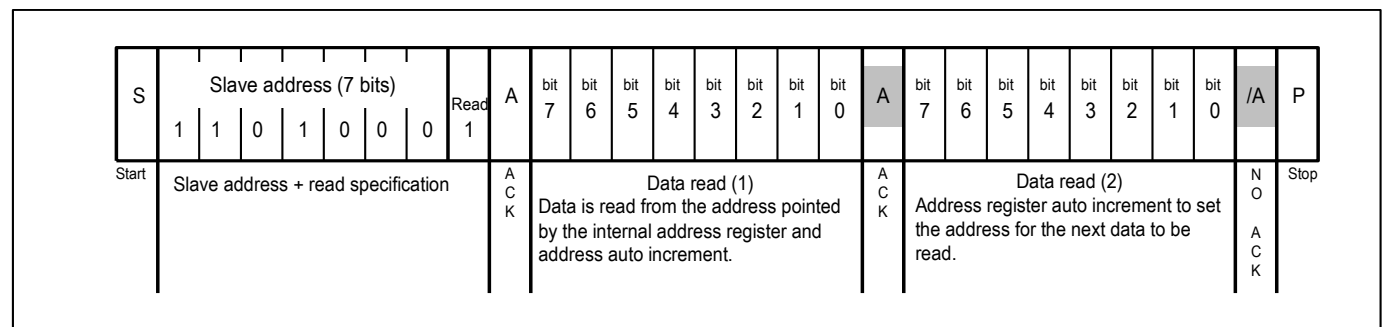 S Slave address (7 bits) Read A bit bit bit bit bit bit bit bit A bit bit bit bit bit bit bit bit /A P
1 1 0 1 0 0 0 1 7 6 5 4 3 2 1 0 7 6 5 4 3 2 1 0
Start
Slave address + read specification
ACK
Data read (1)
Data is read from the address pointed
by the internal address register and
address auto increment.
ACK
Data read (2)
Address register auto increment to set
the address for the next data to be
read.
NO ACK
Stop